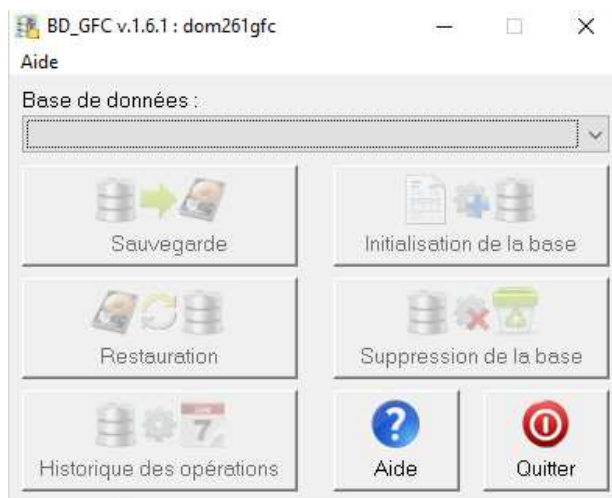 BD_GFC v.1.6.1 : dom261gfc
Aide
Base de données :
Sauvegarde
Initialisation de la base
Restauration
Suppression de la base
7
Historique des opérations
Aide
Quitter